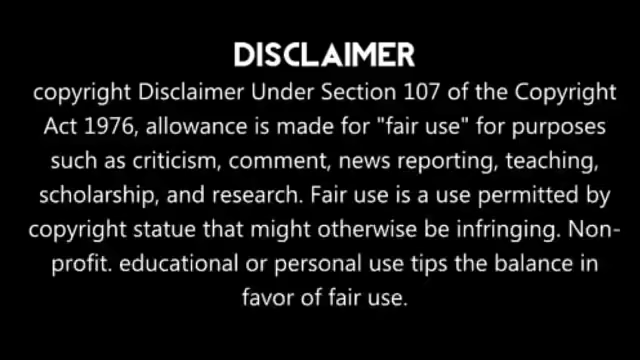 DISCLAIMER
copyright Disclaimer Under Section 107 of the Copyright
Act 1976, allowance is made for "fair use" for purposes
such as criticism, comment, news reporting, teaching,
scholarship, and research. Fair use is a use permitted by
copyright statue that might otherwise be infringing. Non-
profit. educational or personal use tips the balance in
favor of fair use.